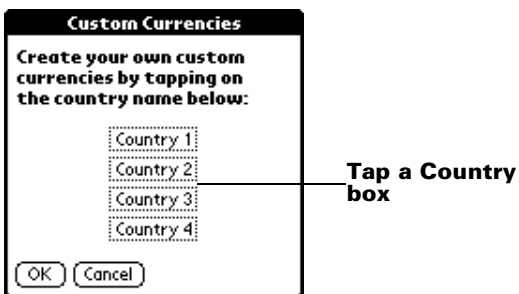 Custom Currencies
Create your own custom
currencies by tapping on
the country name below:
Country 1
Country 2
Country 3
Country 4
Tap a Country
box
OK
Cancel